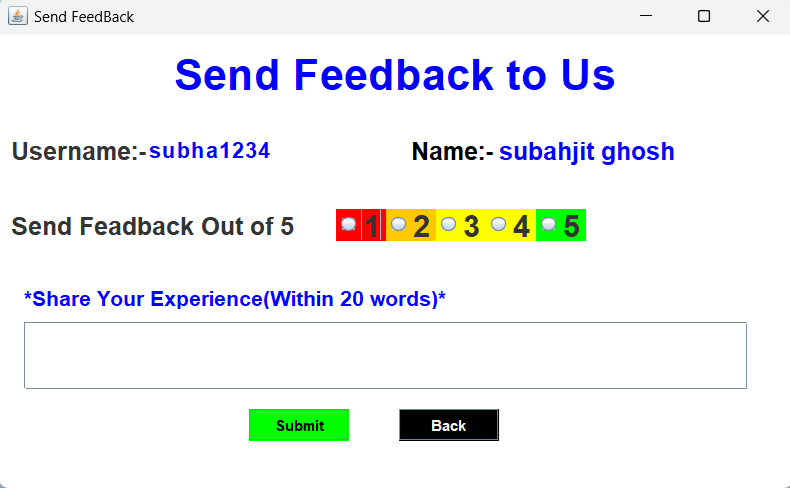 Send FeedBack
Send Feedback to Us
Username:- subha1234 Name:- subahjit ghosh
Send Feadback Out of 5 1 2 3 4 5
*Share Your Experience(Within 20 words)*
Submit Back